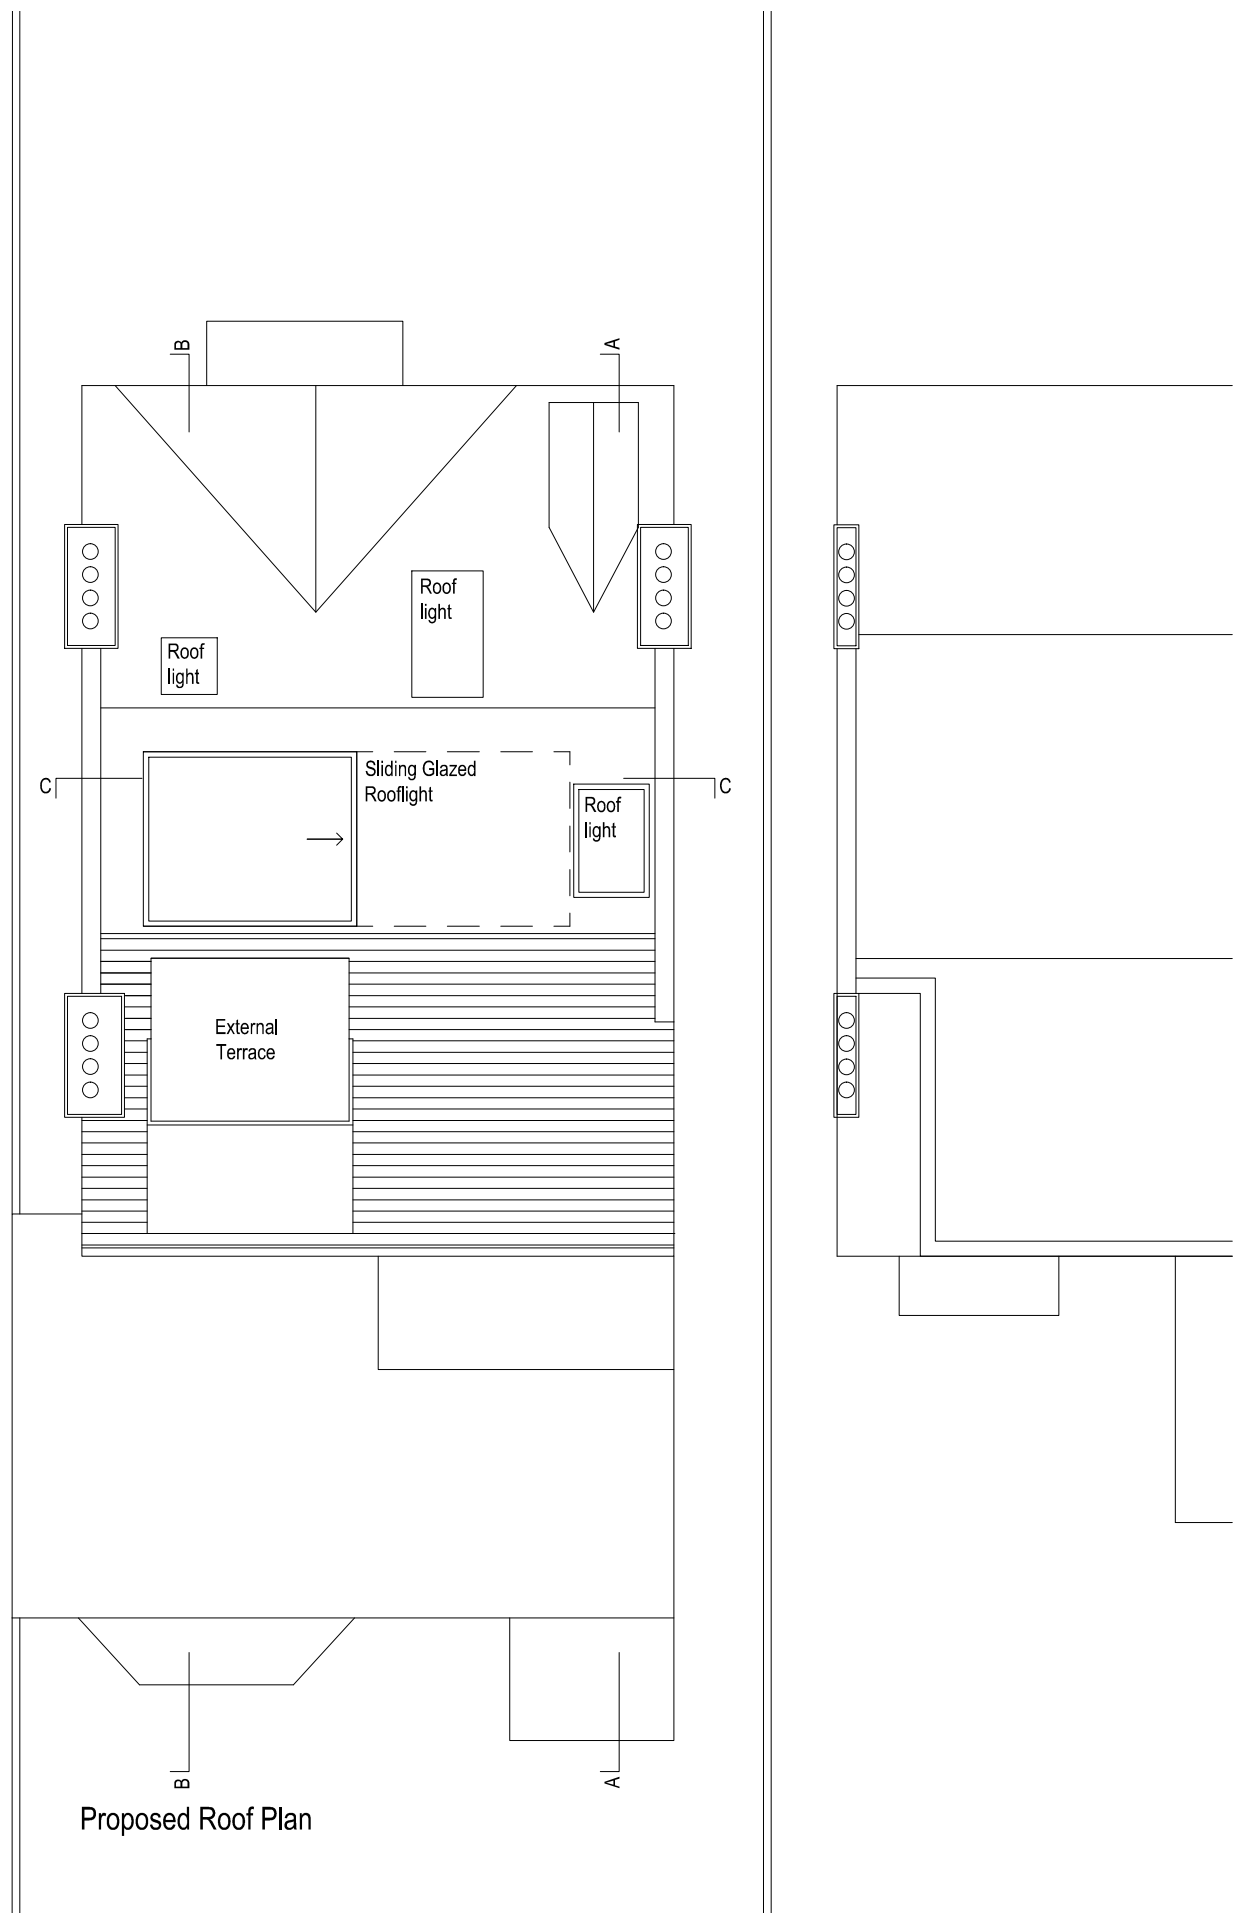 B
A
Roof
light
Roof
light
Sliding Glazed
Rooflight
C
C
Roof
light
External
Terrace
B
A
Proposed Roof Plan